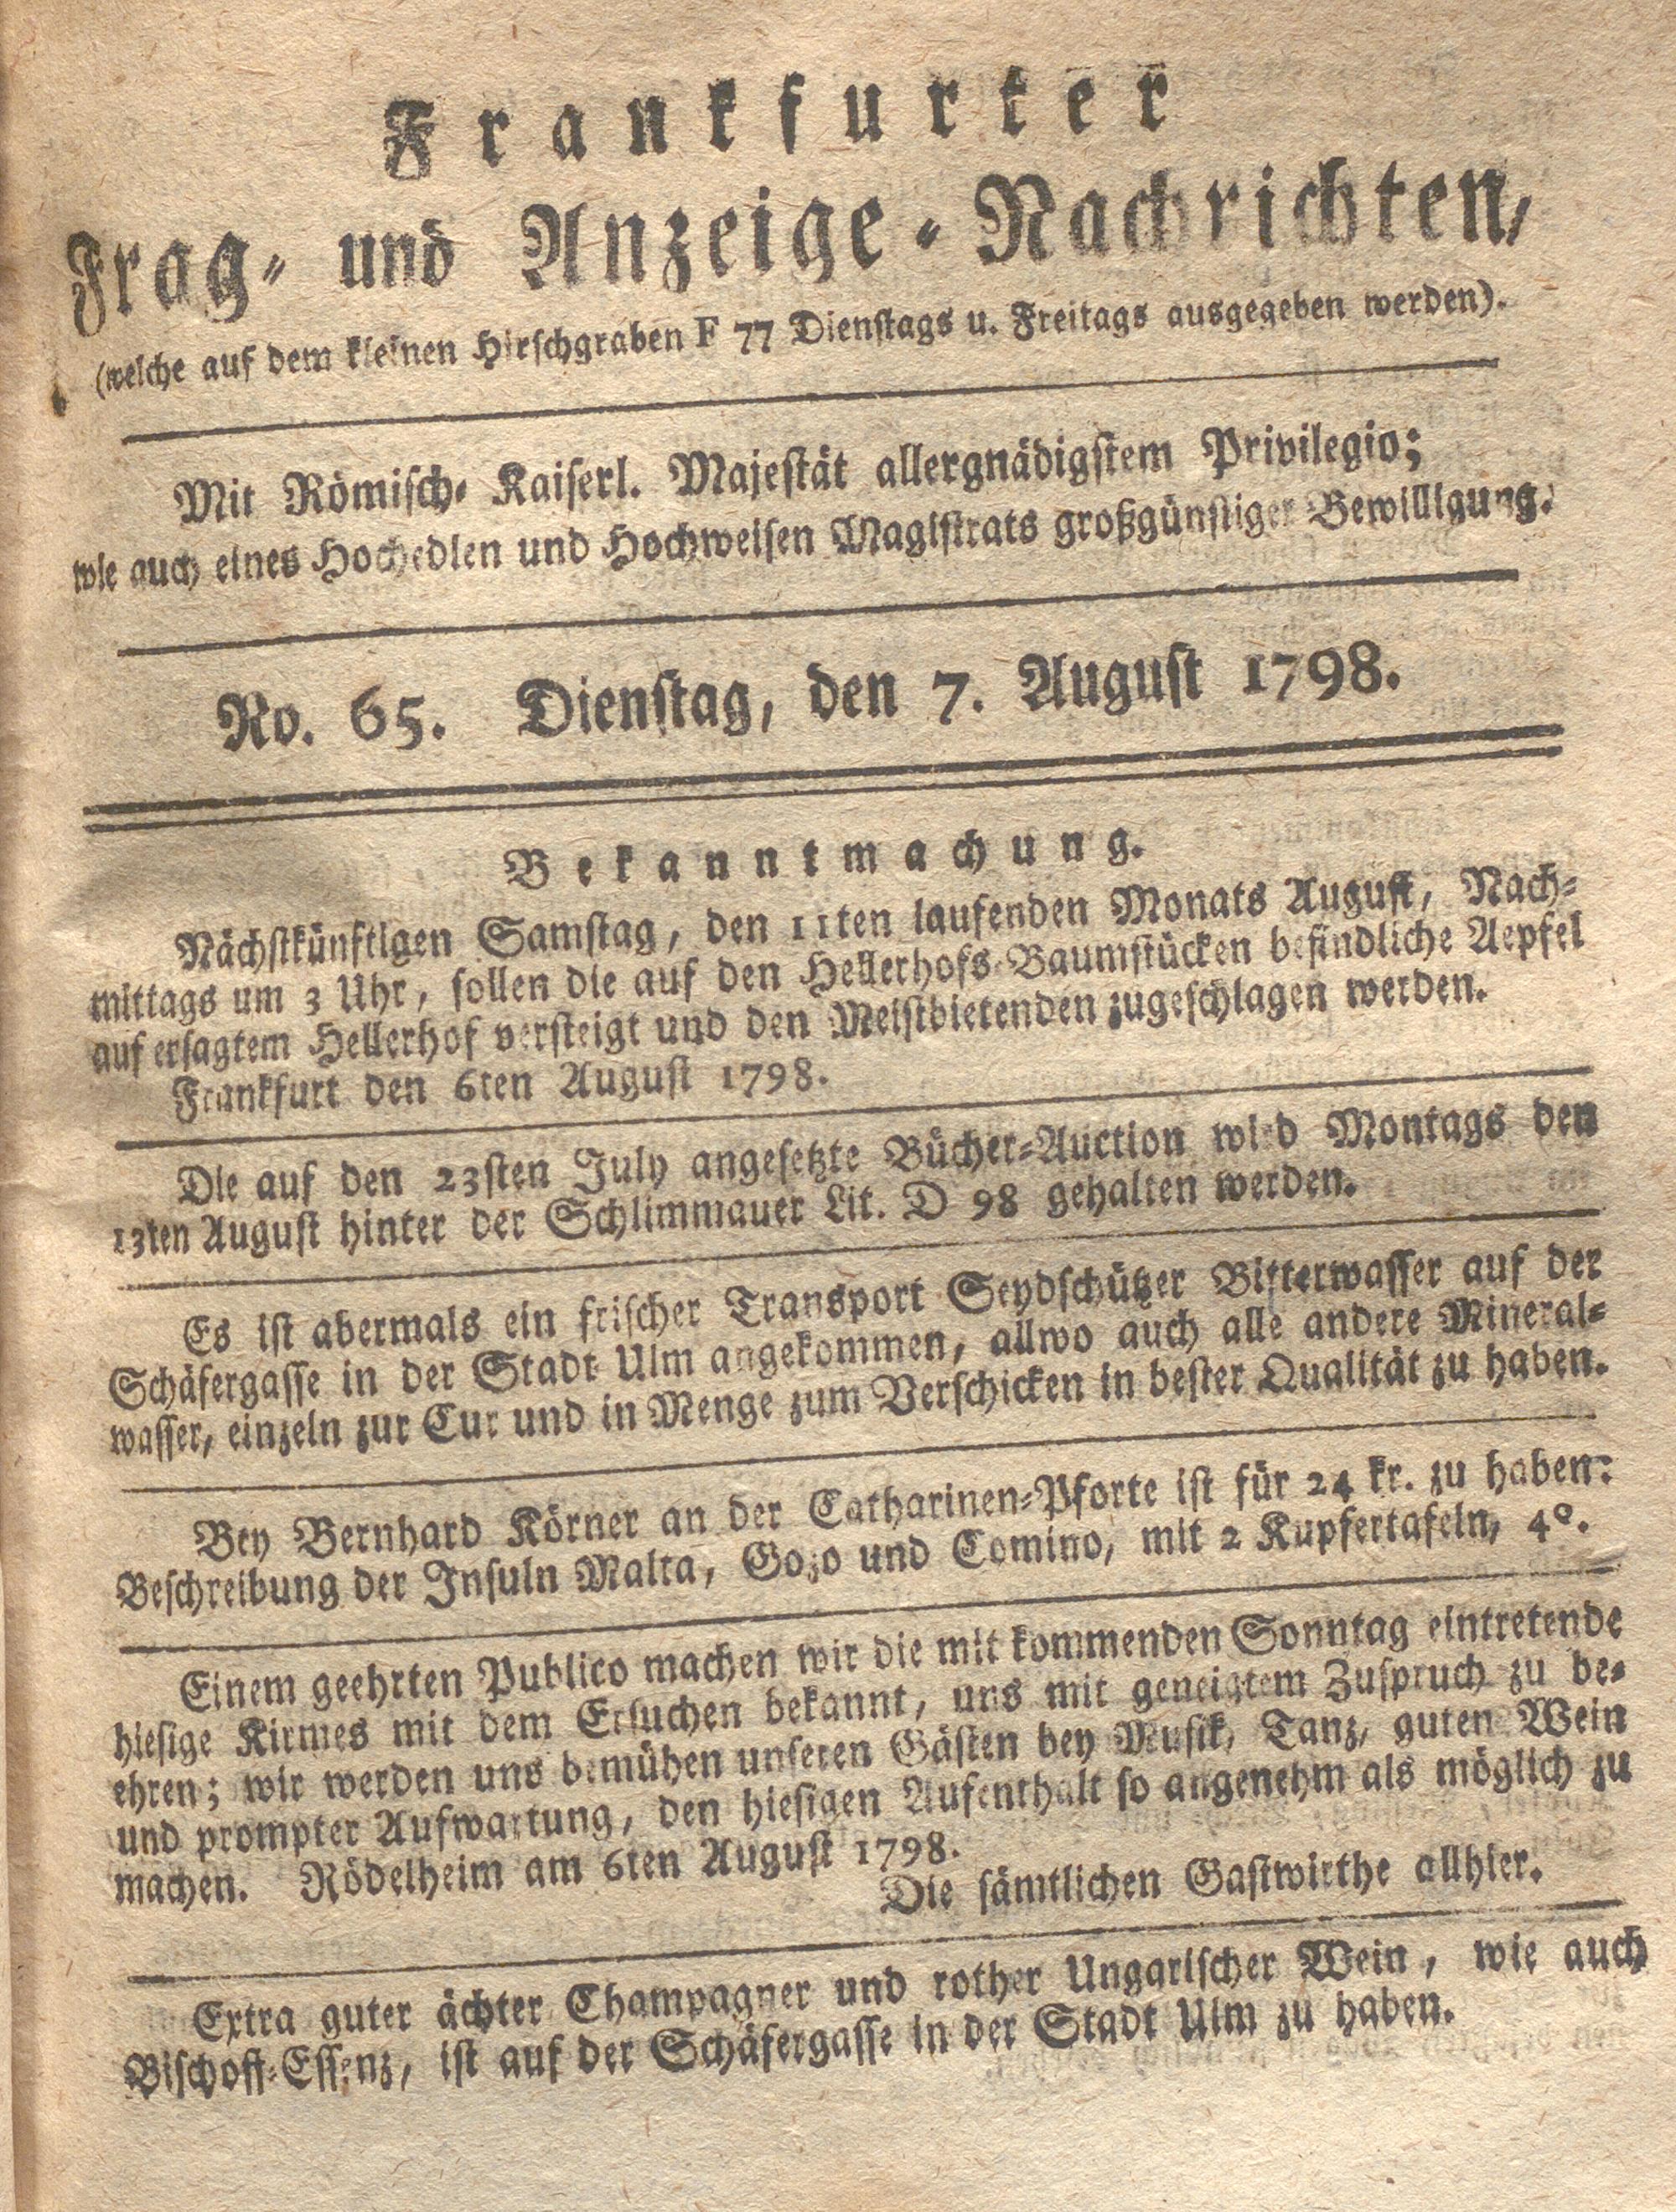 Frankfurter
Frag- und Anzeige-Nachrichten,
(welche auf dem kleinen Hirschgraben F 77 Dienstags u. Freitags ausgegeben werden).
Mit Römisch- Kaiserl. Majestät allergnädigstem Privilegio;
wie auch eines Hochedlen und Hochweisen Magistrats großgünstiger Bewilligung.
No. 65. Dienstag, den 7. August 1798.
Bekanntmachung.
Nächstkünftigen Samstag, den 11ten laufenden Monats August, Nach-
mittags um 3 Uhr, sollen die auf den Hellerhofs-Baumstücken befindliche Aepfel
auf ersagtem Hellerhof versteigt und den Meistbietenden zugeschlagen werden.
Frankfurt den 6ten August 1798.
Die auf den 23sten July angesetzte Bücher-Auction wird Montags den
13ten August hinter der Schlimmauer Lit. D 98 gehalten werden.
Es ist abermals ein frischer Transport Seydschützer Bitterwasser auf der
Schäfergasse in der Stadt Ulm angekommen, allwo auch alle andere Mineral-
wasser, einzeln zur Cur und in Menge zum Verschicken in bester Qualität zu haben.
Bey Bernhard Körner an der Catharinen-Pforte ist für 24 kr. zu haben:
Beschreibung der Insuln Malta, Gozo und Comino, mit 2 Kupfertafeln, 4°.
Einem geehrten Publico machen wir die mit kommenden Sonntag eintretende
hiesige Kirmes mit dem Ersuchen bekannt, uns mit geneigtem Zuspruch zu be-
ehren; wir werden uns bemühen unseren Gästen bey Musik, Tanz, guten Wein
und prompter Aufwartung, den hiesigen Aufenthalt so angenehm als möglich zu
machen. Rödelheim am 6ten August 1798.
Die sämtlichen Gastwirthe allhier.
Extra guter ächter Champagner und rother Ungarischer Wein, wie auch
Bischoff-Essenz, ist auf der Schäfergasse in der Stadt Ulm zu haben.